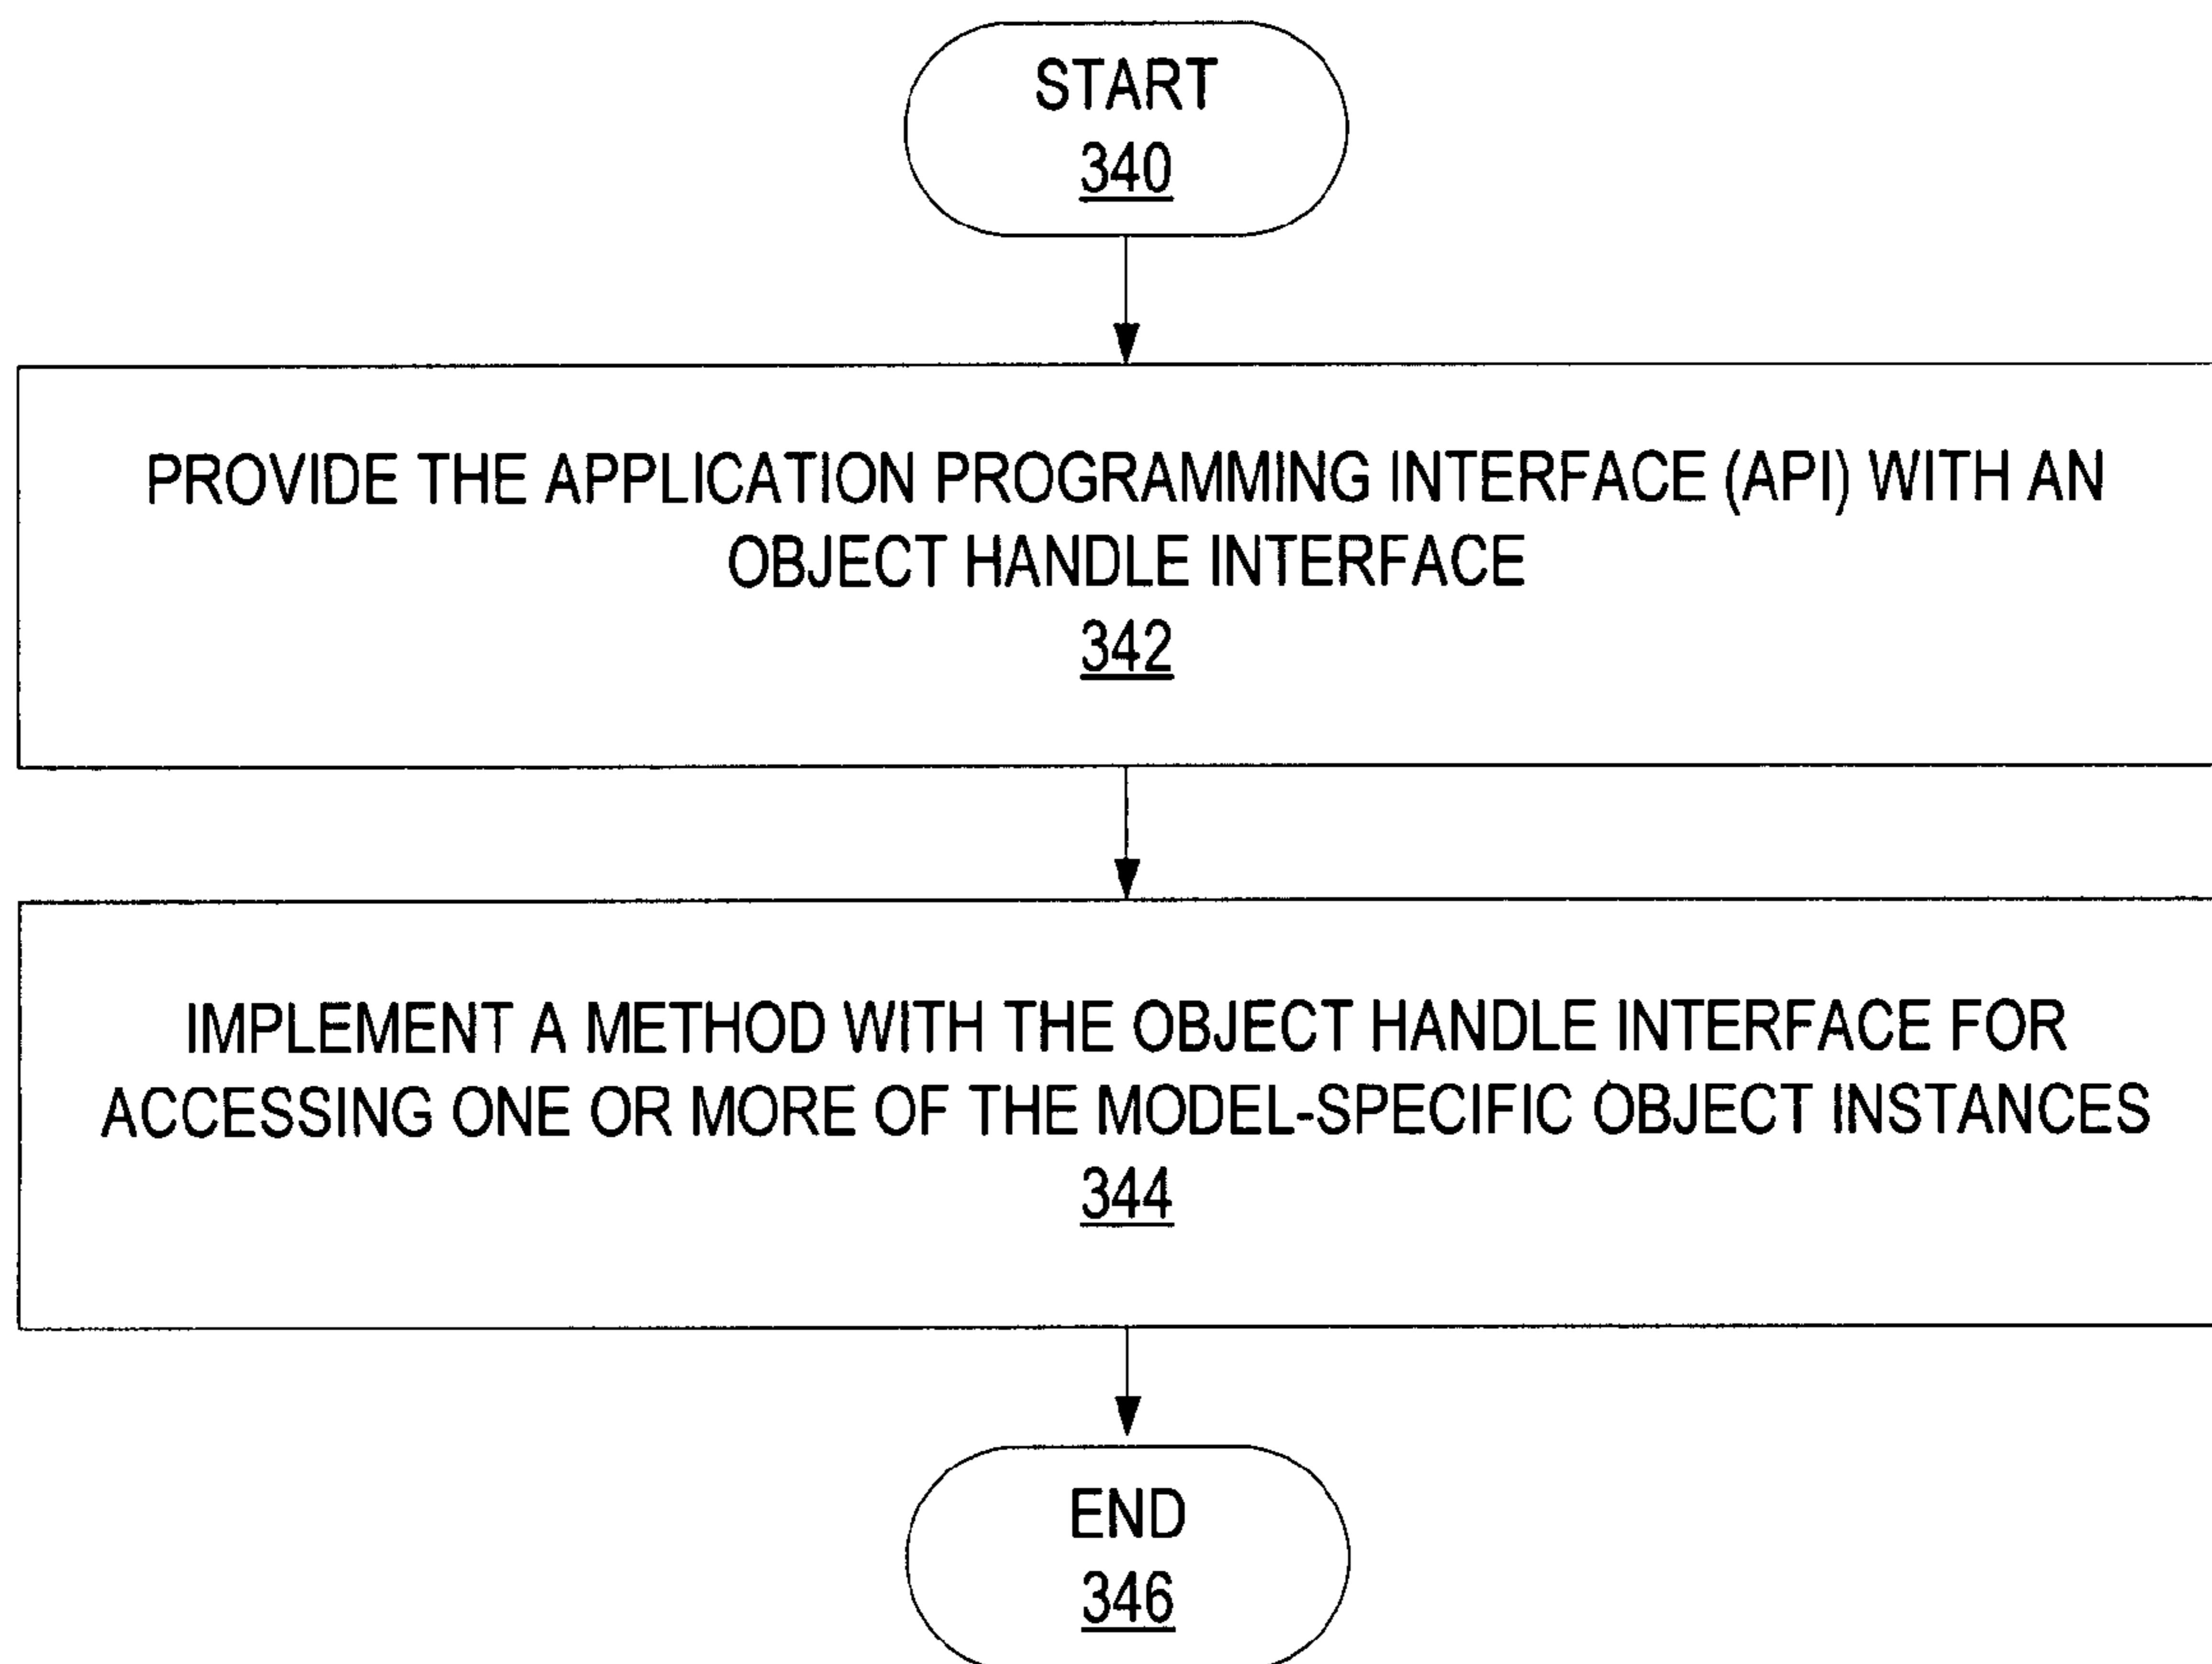 START
340
PROVIDE THE APPLICATION PROGRAMMING INTERFACE (API) WITH AN
OBJECT HANDLE INTERFACE
342
IMPLEMENT A METHOD WITH THE OBJECT HANDLE INTERFACE FOR
ACCESSING ONE OR MORE OF THE MODEL-SPECIFIC OBJECT INSTANCES
344
END
346